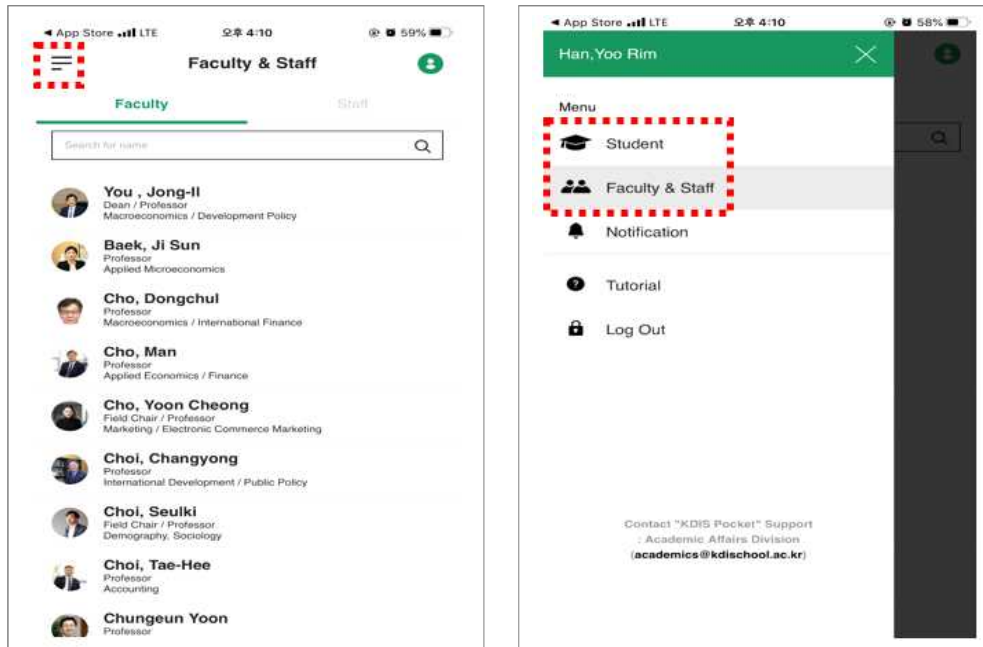 ◄ App Store LTE 오후 4:10 59%
Faculty & Staff
Faculty Staff
Search for name
You , Jong-Il
Dean / Professor
Macroeconomics / Development Policy
Baek, Ji Sun
Professor
Applied Microeconomics
Cho, Dongchul
Professor
Macroeconomics / International Finance
Cho, Man
Professor
Applied Economics / Finance
Cho, Yoon Cheong
Field Chair / Professor
Marketing / Electronic Commerce Marketing
Choi, Changyong
Professor
International Development / Public Policy
Choi, Seulki
Field Chair / Professor
Demography, Sociology
Choi, Tae-Hee
Professor
Accounting
Chungeun Yoon
Professor
◄ App Store LTE 오후 4:10 58%
Han,Yoo Rim
Menu
Student
Faculty & Staff
Notification
Tutorial
Log Out
Contact "KDIS Pocket" Support
: Academic Affairs Division
(academics@kdischool.ac.kr)